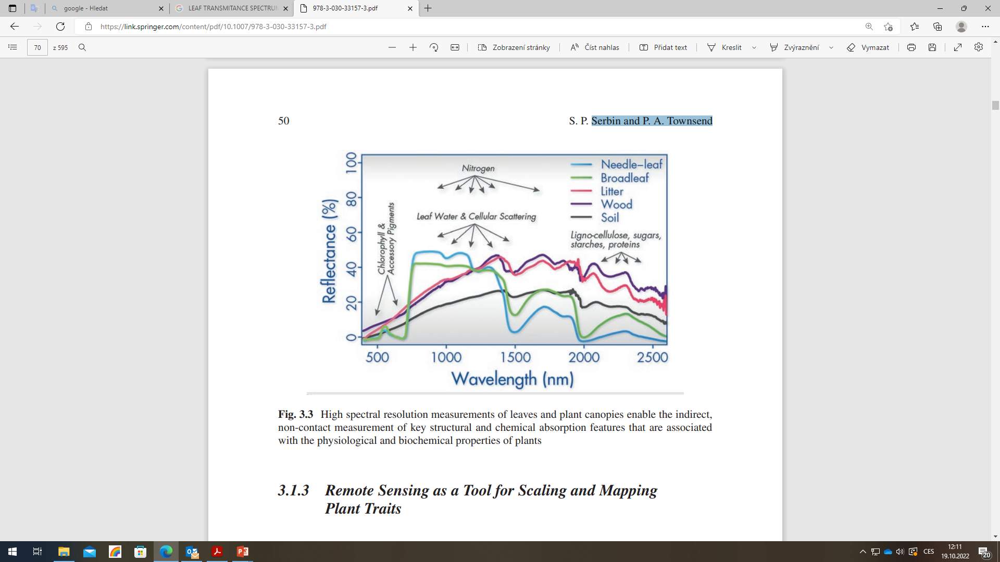 google - Hledat
LEAF TRANSMITANCE SPECTRU
978-3-030-33157-3.pdf
https://link.springer.com/content/pdf/10.1007/978-3-030-33157-3.pdf
70 z 595
Zobrazení stránky
Číst nahlas
Přidat text
Kreslit
Zvýraznění
Vymazat
50
S. P. Serbin and P. A. Townsend
Reflectance (%)
100
80
60
40
20
0
Nitrogen
Leaf Water & Cellular Scattering
Chlorophyll &
Accessory Pigments
Needle-leaf
Broadleaf
Litter
Wood
Soil
Ligno-cellulose, sugars,
starches, proteins
500 1000 1500 2000 2500
Wavelength (nm)
Fig. 3.3 High spectral resolution measurements of leaves and plant canopies enable the indirect,
non-contact measurement of key structural and chemical absorption features that are associated
with the physiological and biochemical properties of plants
3.1.3 Remote Sensing as a Tool for Scaling and Mapping
Plant Traits
CES
12:11
19.10.2022
20